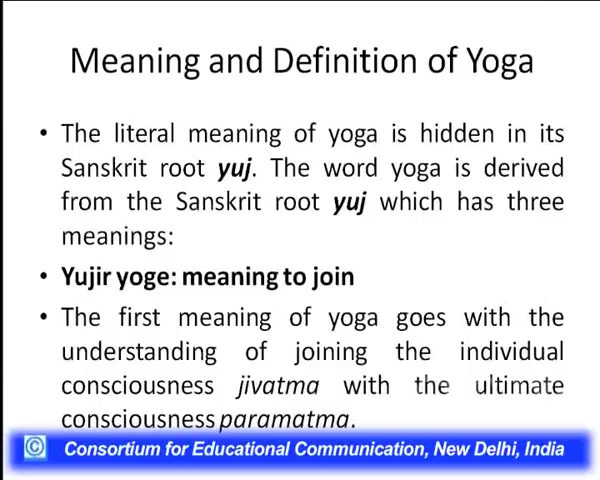 Meaning and Definition of Yoga
• The literal meaning of yoga is hidden in its
Sanskrit root yuj. The word yoga is derived
from the Sanskrit root yuj which has three
meanings:
• Yujir yoge: meaning to join
• The first meaning of yoga goes with the
understanding of joining the individual
consciousness jivatma with the ultimate
consciousness paramatma.
© Consortium for Educational Communication, New Delhi, India